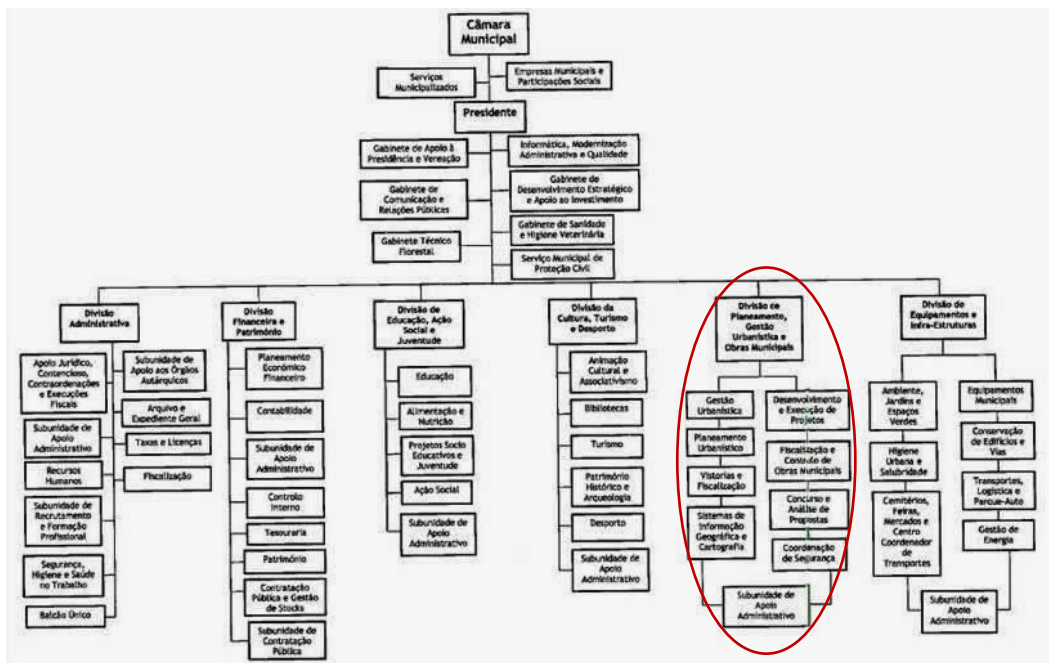 Câmara
Municipal
Serviços
Municipalizados
Empresas Municipais e
Participações Sociais
Presidente
Gabinete de Apoio à
Presidência e Vereação
Informática, Modernização
Administrativa e Qualidade
Gabinete de
Comunicação e
Relações Públicas
Gabinete de
Desenvolvimento Estratégico
e Apoio ao Investimento
Gabinete Técnico
Florestal
Gabinete de Sanidade
e Higiene Veterinária
Serviço Municipal de
Proteção Civil
Divisão
Administrativa
Apoio Jurídico,
Contencioso,
Contraordenações
e Execuções
Fiscais
Subunidade de
Apoio aos Órgãos
Autárquicos
Arquivo e
Expediente Geral
Subunidade de
Apoio
Administrativo
Taxas e Licenças
Recursos
Humanos
Fiscalização
Subunidade de
Recrutamento
e Formação
Profissional
Segurança,
Higiene e Saúde
no Trabalho
Balcão Único
Divisão
Financeira e
Património
Planeamento
Económico
Financeiro
Contabilidade
Subunidade de
Apoio
Administrativo
Controlo
Interno
Tesouraria
Património
Contratação
Pública e Gestão
de Stocks
Subunidade de
Contratação
Pública
Divisão de
Educação, Ação
Social e
Juventude
Educação
Alimentação e
Nutrição
Projetos Socio
Educativos e
Juventude
Ação Social
Subunidade de
Apoio
Administrativo
Divisão da
Cultura, Turismo
e Desporto
Animação
Cultural e
Associativismo
Bibliotecas
Turismo
Património
Histórico e
Arqueologia
Desporto
Subunidade de
Apoio
Administrativo
Divisão de
Planeamento,
Gestão
Urbanística e
Obras Municipais
Gestão
Urbanística
Planeamento
Urbanístico
Vistorias e
Fiscalização
Sistemas de
Informação
Geográfica e
Cartografia
Desenvolvimento
e Execução de
Projetos
Fiscalização e
Controlo de
Obras Municipais
Concurso e
Análise de
Propostas
Coordenação
de Segurança
Subunidade de
Apoio
Administrativo
Divisão de
Equipamentos e
Infra-Estruturas
Ambiente,
Jardins e
Espaços
Verdes
Higiene
Urbana e
Salubridade
Cemitérios,
Feiras,
Mercados e
Centro
Coordenador
de
Transportes
Equipamentos
Municipais
Conservação
de Edifícios e
Vias
Transportes,
Logística e
Parque-Auto
Gestão de
Energia
Subunidade de
Apoio
Administrativo